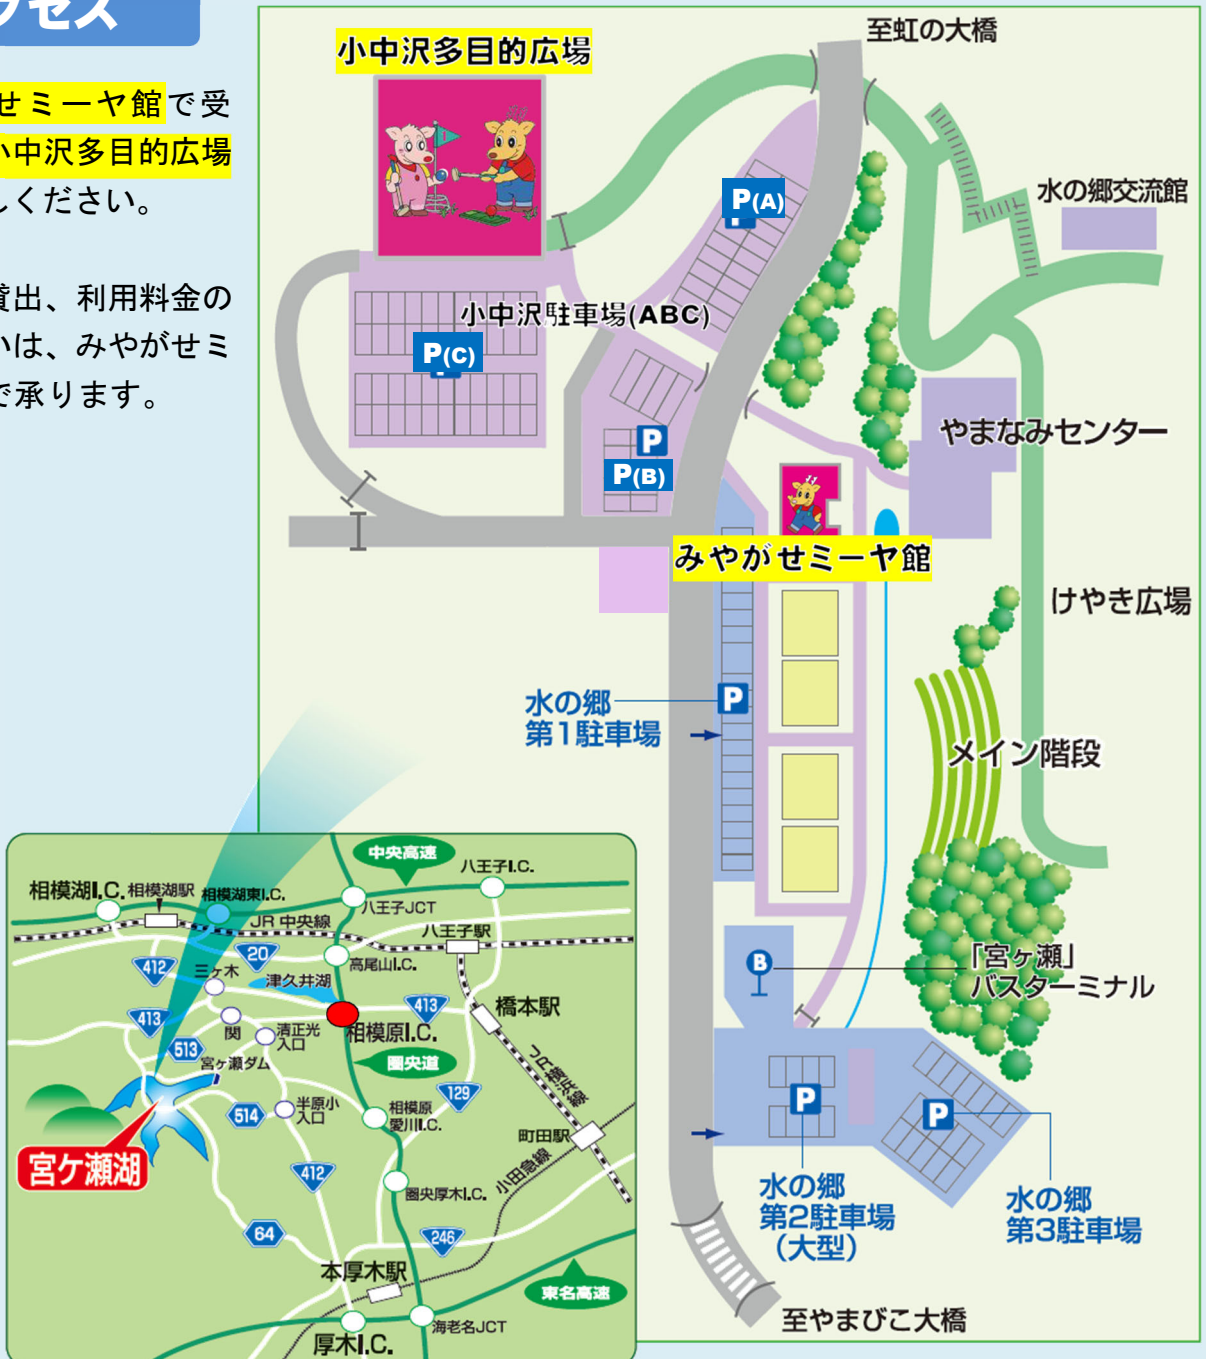 クセス
せミーヤ館で受
小中沢多目的広場
しください。
貸出、利用料金の
いは、みやがせミ
で承ります。
小中沢多目的広場
至虹の大橋
P(A)
水の郷交流館
小中沢駐車場(ABC)
P(C)
P
P(B)
やまなみセンター
みやがせミーヤ館
けやき広場
水の郷
第1駐車場
P
メイン階段
B
「宮ヶ瀬」
バスターミナル
P
P
水の郷
第2駐車場
（大型）
水の郷
第3駐車場
至やまびこ大橋
中央高速
八王子I.C.
相模湖I.C.
相模湖駅
相模湖東I.C.
八王子JCT
JR 中央線
八王子駅
20
高尾山I.C.
412
三ヶ木
津久井湖
413
橋本駅
413
関
清正光
入口
相模原I.C.
513
圏央道
宮ヶ瀬ダム
JR横浜線
129
514
半原小
入口
相模原
愛川I.C.
町田駅
宮ケ瀬湖
412
小田急線
圏央厚木I.C.
64
246
本厚木駅
東名高速
海老名JCT
厚木I.C.